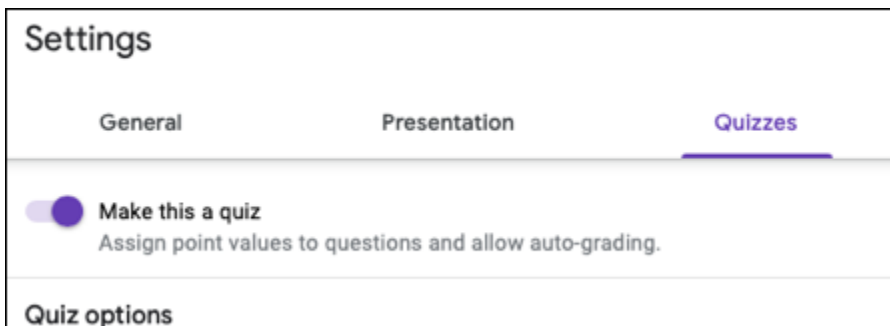 Settings
General Presentation Quizzes
Make this a quiz
Assign point values to questions and allow auto-grading.
Quiz options